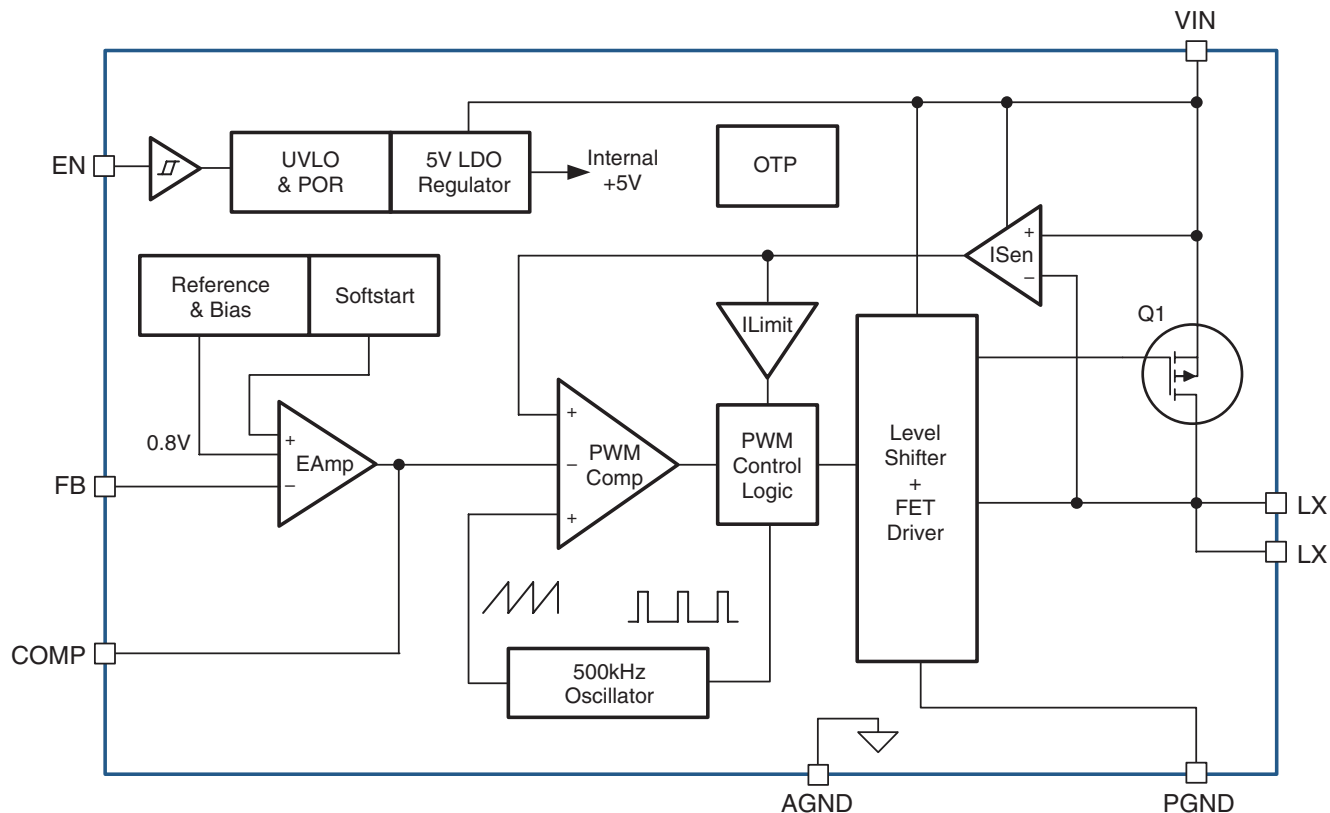 VIN
EN
UVLO
& POR
5V LDO
Regulator
Internal
+5V
OTP
+
ISen
−
Reference
& Bias
Softstart
ILimit
Q1
0.8V
+
EAmp
−
FB
+
−
PWM
Comp
+
PWM
Control
Logic
Level
Shifter
+
FET
Driver
LX
LX
COMP
500kHz
Oscillator
AGND
PGND